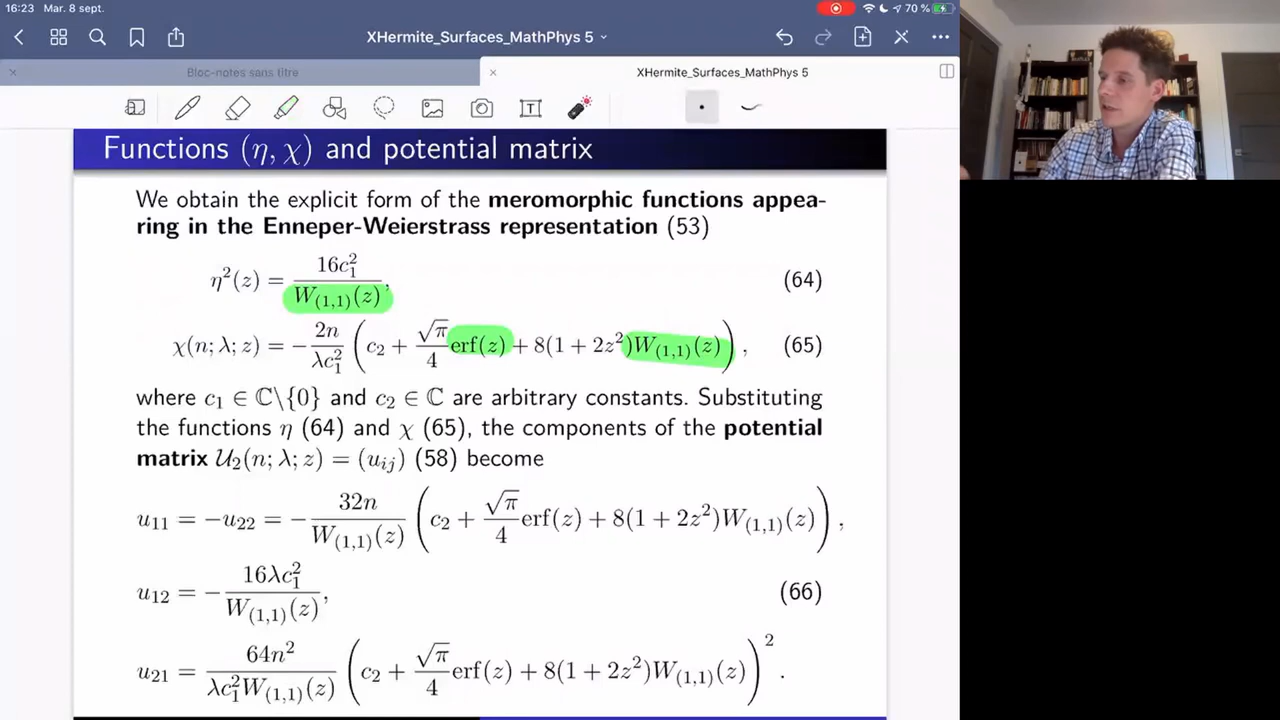 16:23 Mar. 8 sept. 70 %
XHermite_Surfaces_MathPhys 5
Bloc-notes sans titre XHermite_Surfaces_MathPhys 5
Functions (η, χ) and potential matrix
We obtain the explicit form of the meromorphic functions appea-
ring in the Enneper-Weierstrass representation (53)
η²(z) = 16c₁² / W₍₁,₁₎(z), (64)
χ(n; λ; z) = −2n/(λc₁²) (c₂ + √π/4 erf(z) + 8(1 + 2z²)W₍₁,₁₎(z)), (65)
where c₁ ∈ ℂ\{0} and c₂ ∈ ℂ are arbitrary constants. Substituting
the functions η (64) and χ (65), the components of the potential
matrix 𝒰₂(n; λ; z) = (uᵢⱼ) (58) become
u₁₁ = −u₂₂ = −32n/W₍₁,₁₎(z) (c₂ + √π/4 erf(z) + 8(1 + 2z²)W₍₁,₁₎(z)),
u₁₂ = −16λc₁²/W₍₁,₁₎(z), (66)
u₂₁ = 64n²/(λc₁²W₍₁,₁₎(z)) (c₂ + √π/4 erf(z) + 8(1 + 2z²)W₍₁,₁₎(z))².